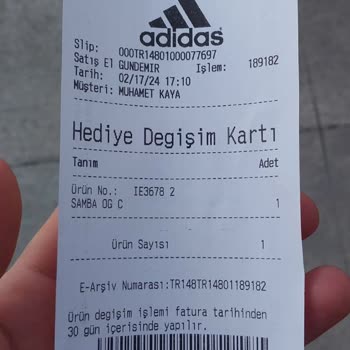 adidas
Slip: 000TR14801000077697
Satış El GUNDEMIR İşlem: 189182
Tarih: 02/17/24 17:10
Müşteri: MUHAMET KAYA
Hediye Degişim Kartı
Tanım Adet
Ürün No.: IE3678 2
SAMBA OG C 1
Ürün Sayısı 1
E-Arşiv Numarası:TR148TR14801189182
Ürün değişim işlemi fatura tarihinden
30 gün içerisinde yapılır.